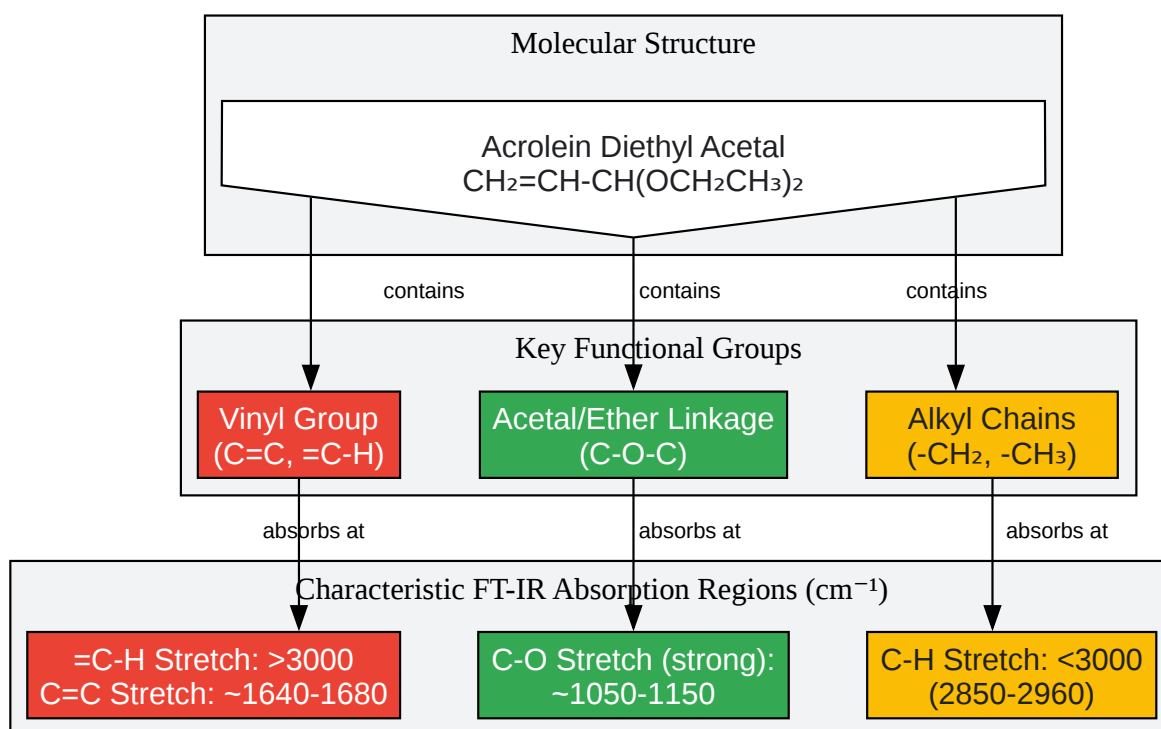 Molecular Structure
Acrolein Diethyl Acetal
CH₂=CH-CH(OCH₂CH₃)₂
contains
contains
contains
Key Functional Groups
Vinyl Group
(C=C, =C-H)
Acetal/Ether Linkage
(C-O-C)
Alkyl Chains
(-CH₂, -CH₃)
absorbs at
absorbs at
absorbs at
Characteristic FT-IR Absorption Regions (cm⁻¹)
=C-H Stretch: >3000
C=C Stretch: ~1640-1680
C-O Stretch (strong):
~1050-1150
C-H Stretch: <3000
(2850-2960)